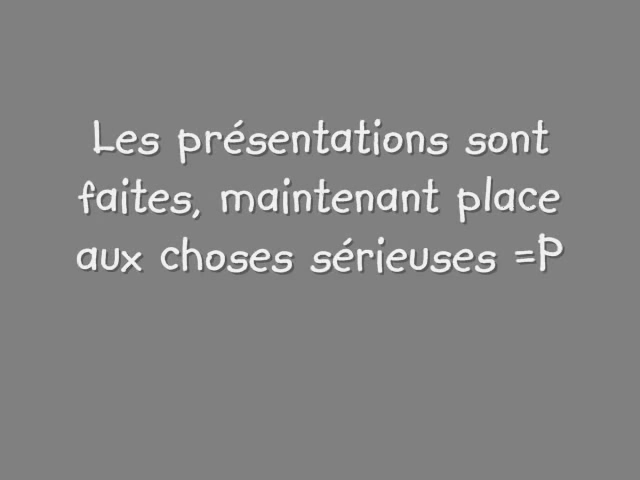 Les présentations sont
faites, maintenant place
aux choses sérieuses =P